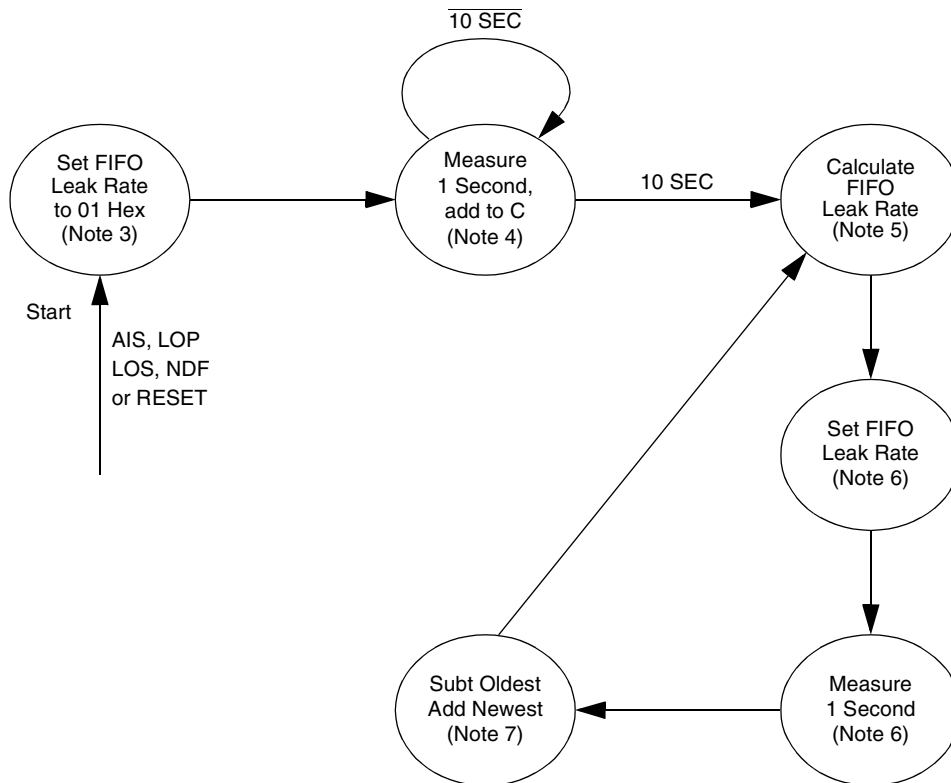 10 SEC
Set FIFO
Leak Rate
to 01 Hex
(Note 3)
Measure
1 Second,
add to C
(Note 4)
10 SEC
Calculate
FIFO
Leak Rate
(Note 5)
Start
AIS, LOP
LOS, NDF
or RESET
Set FIFO
Leak Rate
(Note 6)
Subt Oldest
Add Newest
(Note 7)
Measure
1 Second
(Note 6)